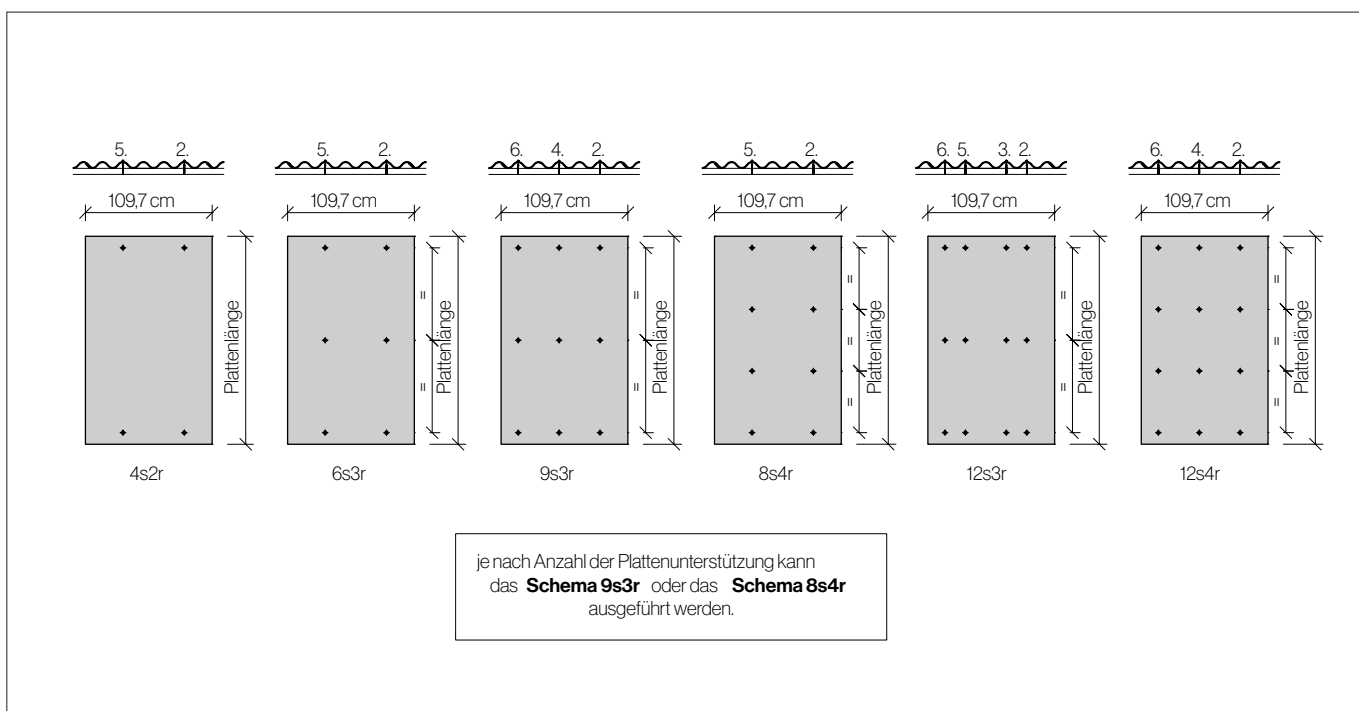 5. 2.
5. 2.
6. 4. 2.
5. 2.
6. 5. 3. 2.
6. 4. 2.
109,7 cm
109,7 cm
109,7 cm
109,7 cm
109,7 cm
109,7 cm
Plattenlänge
=
=
Plattenlänge
=
=
Plattenlänge
=
=
=
Plattenlänge
=
=
Plattenlänge
=
=
=
Plattenlänge
4s2r
6s3r
9s3r
8s4r
12s3r
12s4r
je nach Anzahl der Plattenunterstützung kann
das Schema 9s3r oder das Schema 8s4r
ausgeführt werden.